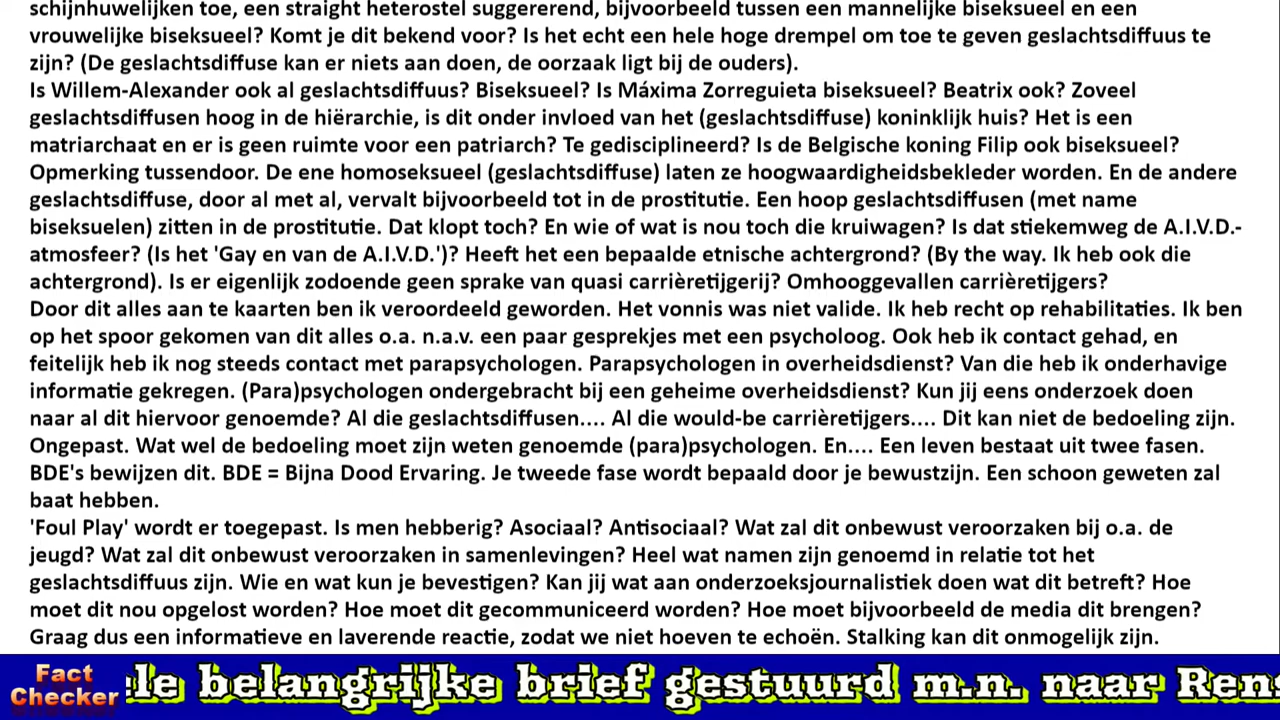 schijnhuwelijken toe, een straight heterostel suggererend, bijvoorbeeld tussen een mannelijke biseksueel en een
vrouwelijke biseksueel? Komt je dit bekend voor? Is het echt een hele hoge drempel om toe te geven geslachtsdiffuus te
zijn? (De geslachtsdiffuse kan er niets aan doen, de oorzaak ligt bij de ouders).
Is Willem-Alexander ook al geslachtsdiffuus? Biseksueel? Is Máxima Zorreguieta biseksueel? Beatrix ook? Zoveel
geslachtsdiffusen hoog in de hiërarchie, is dit onder invloed van het (geslachtsdiffuse) koninklijk huis? Het is een
matriarchaat en er is geen ruimte voor een patriarch? Te gedisciplineerd? Is de Belgische koning Filip ook biseksueel?
Opmerking tussendoor. De ene homoseksueel (geslachtsdiffuse) laten ze hoogwaardigheidsbekleder worden. En de andere
geslachtsdiffuse, door al met al, vervalt bijvoorbeeld tot in de prostitutie. Een hoop geslachtsdiffusen (met name
biseksuelen) zitten in de prostitutie. Dat klopt toch? En wie of wat is nou toch die kruiwagen? Is dat stiekemweg de A.I.V.D.-
atmosfeer? (Is het 'Gay en van de A.I.V.D.')? Heeft het een bepaalde etnische achtergrond? (By the way. Ik heb ook die
achtergrond). Is er eigenlijk zodoende geen sprake van quasi carrièretijgerij? Omhooggevallen carrièretijgers?
Door dit alles aan te kaarten ben ik veroordeeld geworden. Het vonnis was niet valide. Ik heb recht op rehabilitaties. Ik ben
op het spoor gekomen van dit alles o.a. n.a.v. een paar gesprekjes met een psycholoog. Ook heb ik contact gehad, en
feitelijk heb ik nog steeds contact met parapsychologen. Parapsychologen in overheidsdienst? Van die heb ik onderhavige
informatie gekregen. (Para)psychologen ondergebracht bij een geheime overheidsdienst? Kun jij eens onderzoek doen
naar al dit hiervoor genoemde? Al die geslachtsdiffusen.... Al die would-be carrièretijgers.... Dit kan niet de bedoeling zijn.
Ongepast. Wat wel de bedoeling moet zijn weten genoemde (para)psychologen. En.... Een leven bestaat uit twee fasen.
BDE's bewijzen dit. BDE = Bijna Dood Ervaring. Je tweede fase wordt bepaald door je bewustzijn. Een schoon geweten zal
baat hebben.
'Foul Play' wordt er toegepast. Is men hebberig? Asociaal? Antisociaal? Wat zal dit onbewust veroorzaken bij o.a. de
jeugd? Wat zal dit onbewust veroorzaken in samenlevingen? Heel wat namen zijn genoemd in relatie tot het
geslachtsdiffuus zijn. Wie en wat kun je bevestigen? Kan jij wat aan onderzoeksjournalistiek doen wat dit betreft? Hoe
moet dit nou opgelost worden? Hoe moet dit gecommuniceerd worden? Hoe moet bijvoorbeeld de media dit brengen?
Graag dus een informatieve en laverende reactie, zodat we niet hoeven te echoën. Stalking kan dit onmogelijk zijn.
Fact
Checker
le belangrijke brief gestuurd m.n. naar Rens